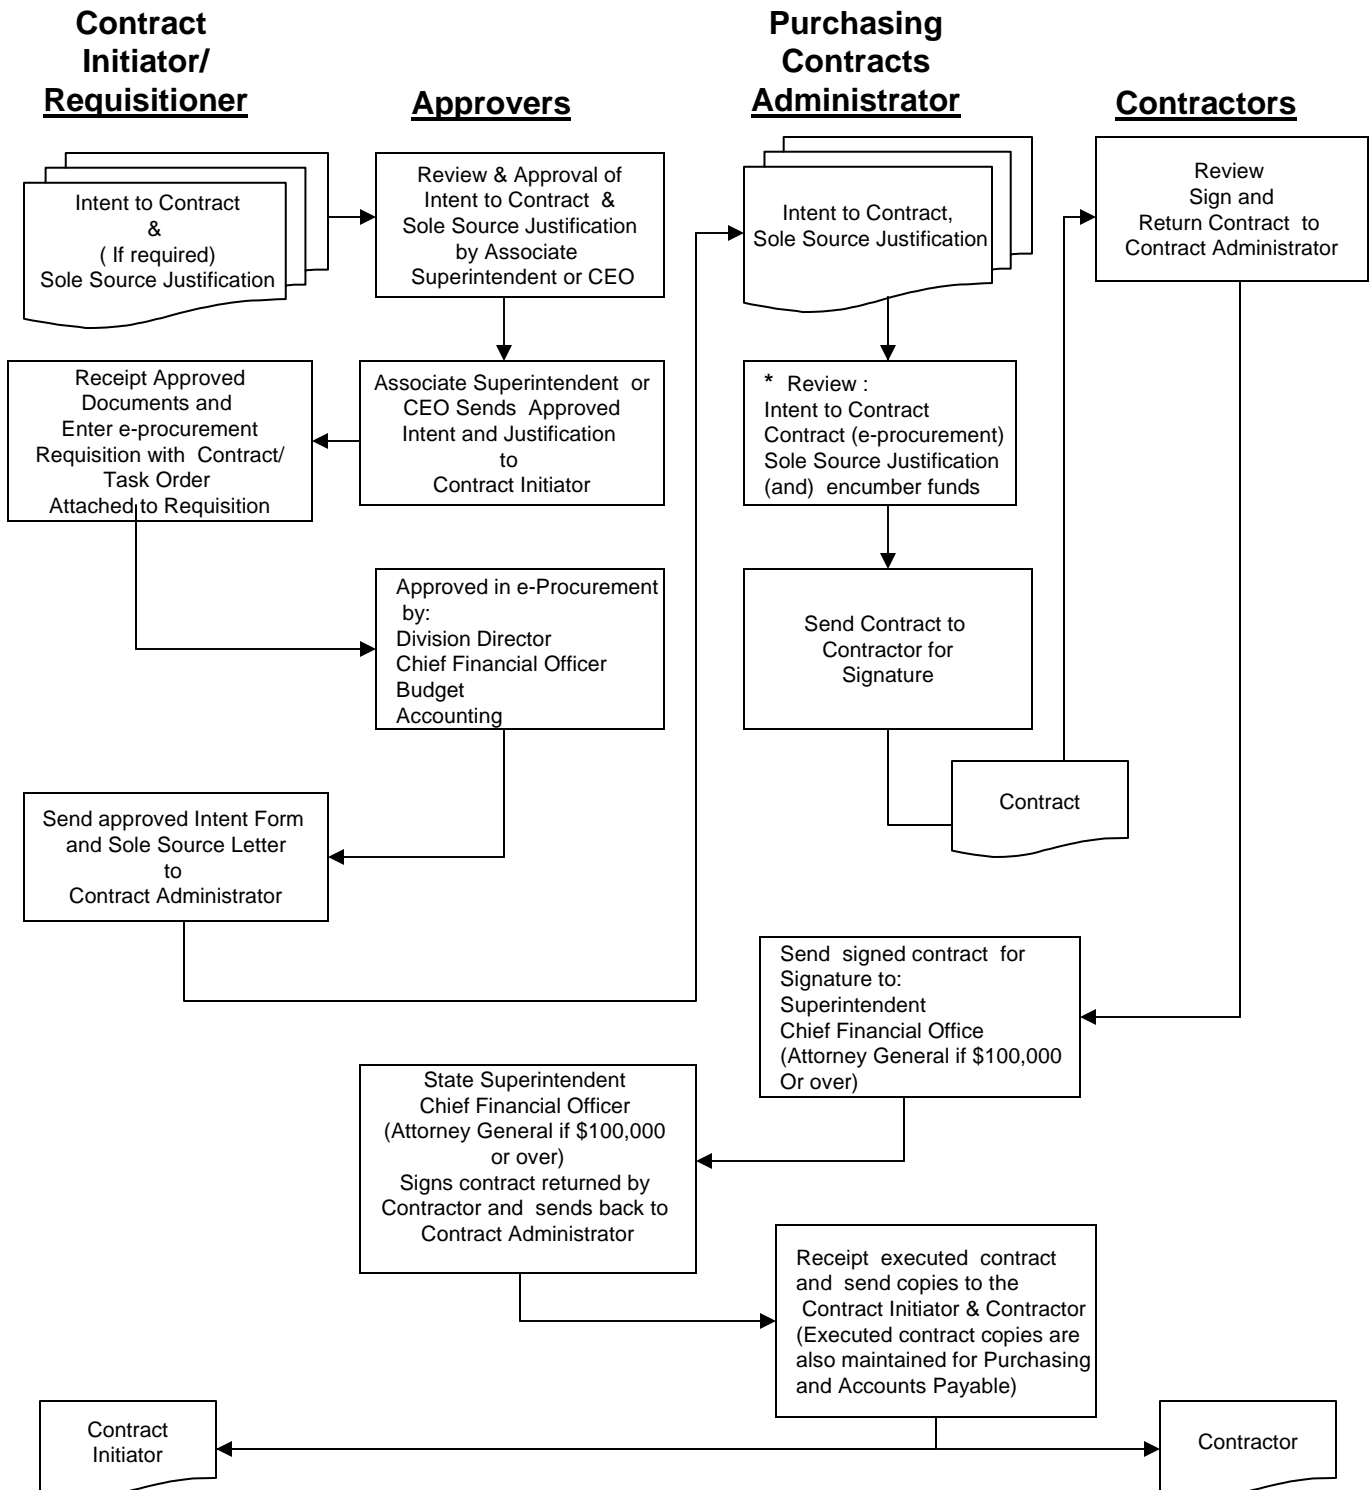 Contract
Initiator/
Requisitioner
Approvers
Purchasing
Contracts
Administrator
Contractors
Intent to Contract
&
( If required)
Sole Source Justification
Review & Approval of
Intent to Contract &
Sole Source Justification
by Associate
Superintendent or CEO
Intent to Contract,
Sole Source Justification
Review
Sign and
Return Contract to
Contract Administrator
Receipt Approved
Documents and
Enter e-procurement
Requisition with Contract/
Task Order
Attached to Requisition
Associate Superintendent or
CEO Sends Approved
Intent and Justification
to
Contract Initiator
* Review :
Intent to Contract
Contract (e-procurement)
Sole Source Justification
(and) encumber funds
Approved in e-Procurement
by:
Division Director
Chief Financial Officer
Budget
Accounting
Send Contract to
Contractor for
Signature
Contract
Send approved Intent Form
and Sole Source Letter
to
Contract Administrator
Send signed contract for
Signature to:
Superintendent
Chief Financial Office
(Attorney General if $100,000
Or over)
State Superintendent
Chief Financial Officer
(Attorney General if $100,000
or over)
Signs contract returned by
Contractor and sends back to
Contract Administrator
Receipt executed contract
and send copies to the
Contract Initiator & Contractor
(Executed contract copies are
also maintained for Purchasing
and Accounts Payable)
Contract
Initiator
Contractor